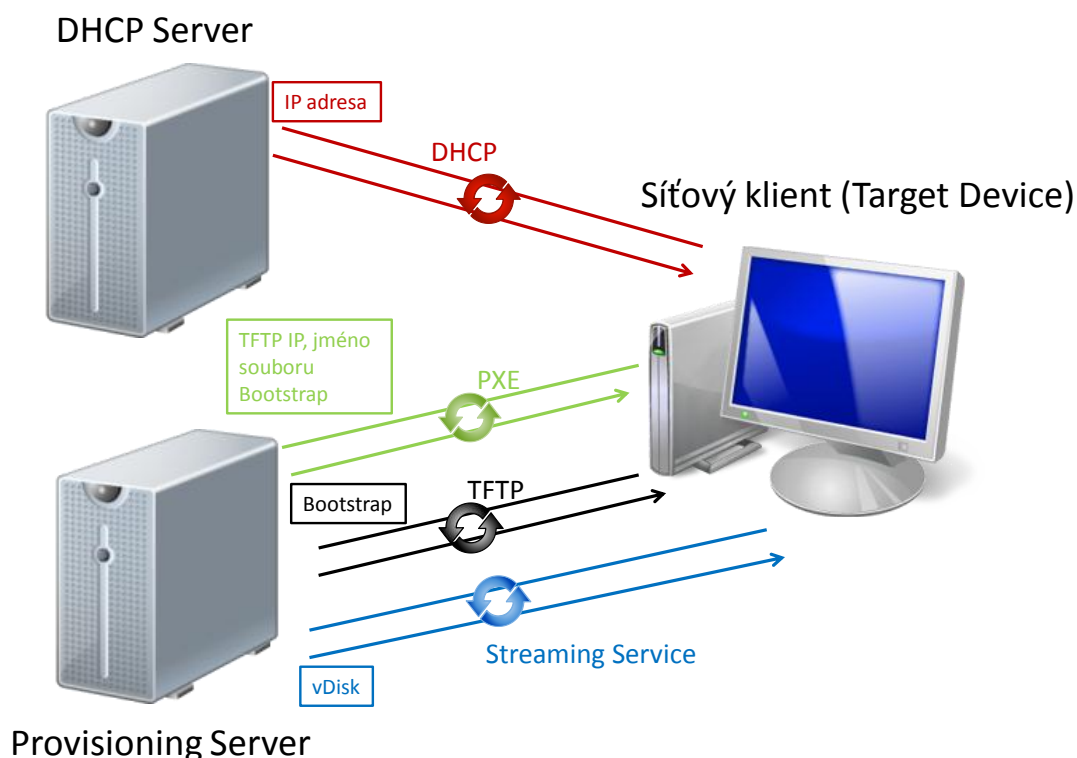 DHCP Server
IP adresa
DHCP
Síťový klient (Target Device)
TFTP IP, jméno
souboru
Bootstrap
PXE
Bootstrap
TFTP
Streaming Service
vDisk
Provisioning Server